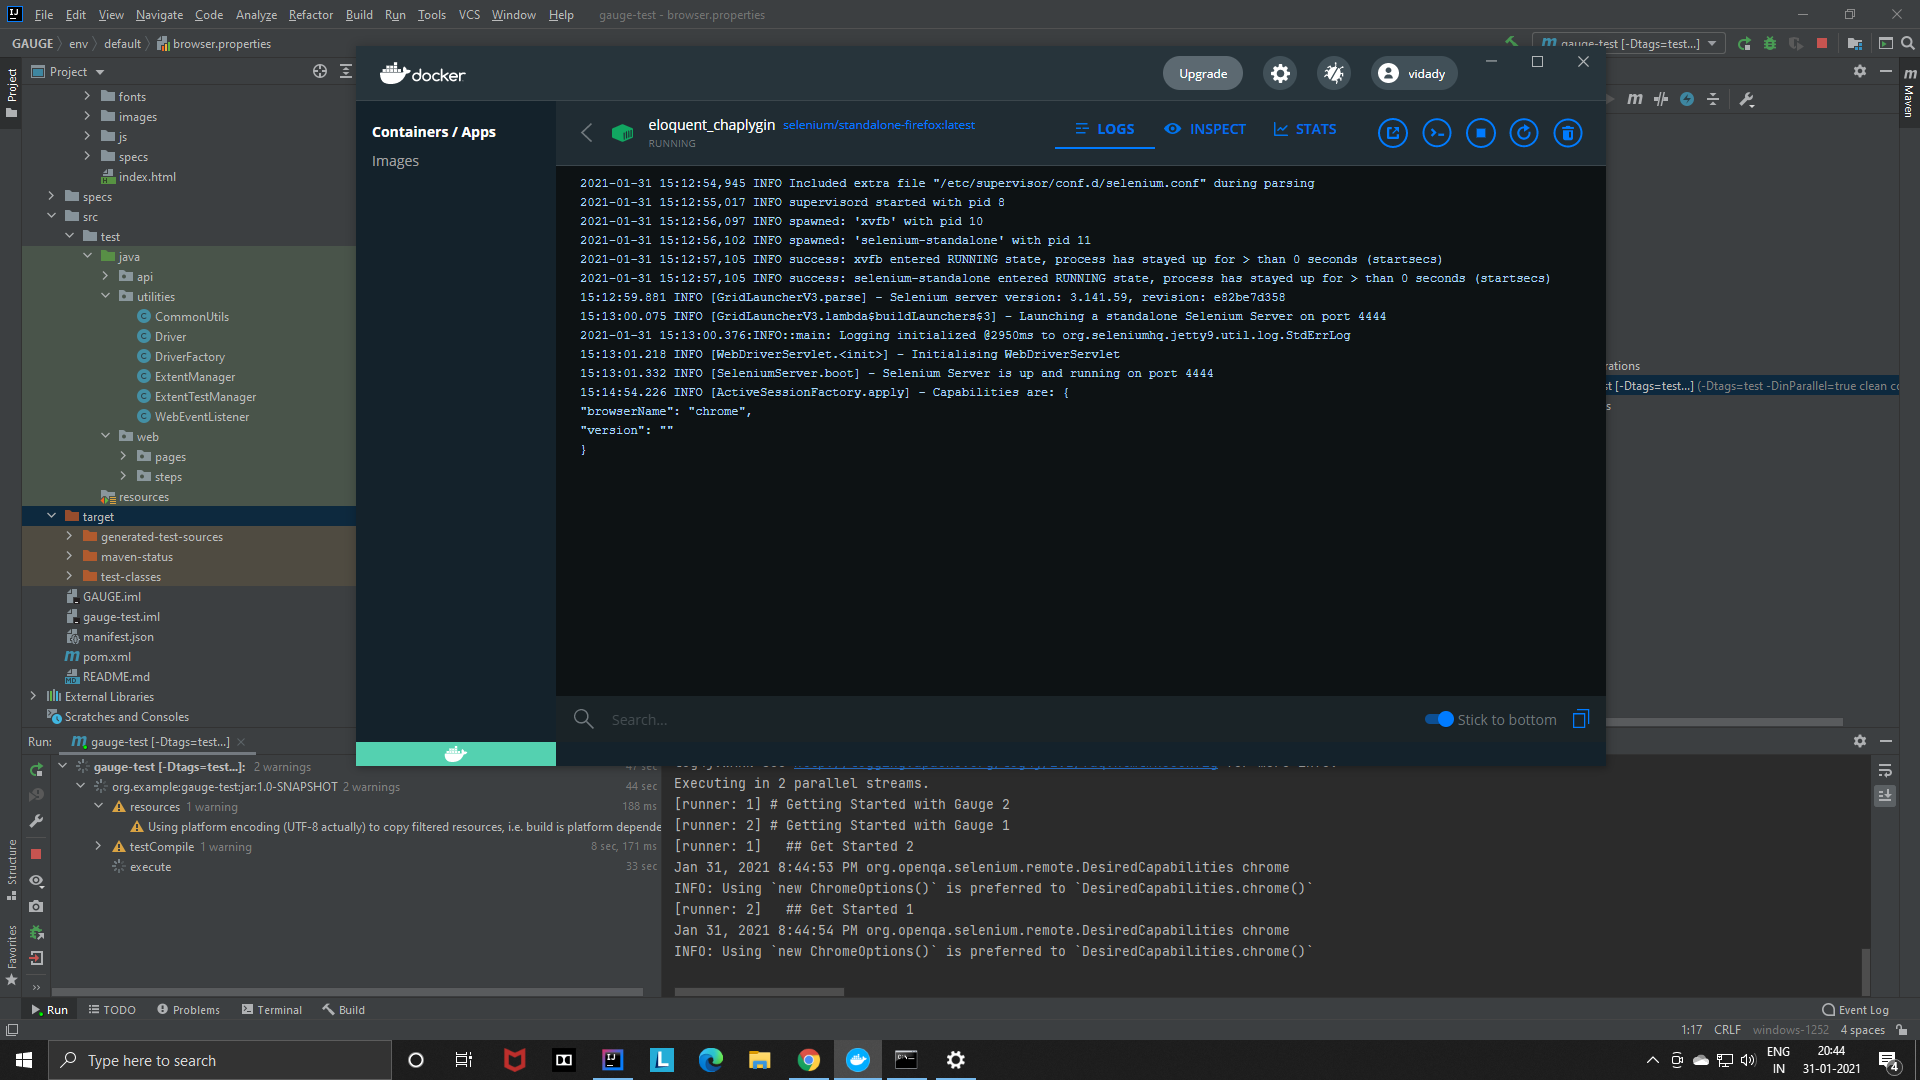 File Edit View Navigate Code Analyze Refactor Build Run Tools VCS Window Help gauge-test - browser.properties
GAUGE env default browser.properties
gauge-test [-Dtags=test...]
Project
fonts
images
js
specs
index.html
specs
src
test
java
api
utilities
CommonUtils
Driver
DriverFactory
ExtentManager
ExtentTestManager
WebEventListener
web
pages
steps
resources
target
generated-test-sources
maven-status
test-classes
GAUGE.iml
gauge-test.iml
manifest.json
pom.xml
README.md
External Libraries
Scratches and Consoles
Project
Structure
Favorites
docker
Upgrade
vidady
Containers / Apps
Images
eloquent_chaplygin selenium/standalone-firefox:latest
RUNNING
LOGS INSPECT STATS
2021-01-31 15:12:54,945 INFO Included extra file "/etc/supervisor/conf.d/selenium.conf" during parsing
2021-01-31 15:12:55,017 INFO supervisord started with pid 8
2021-01-31 15:12:56,097 INFO spawned: 'xvfb' with pid 10
2021-01-31 15:12:56,102 INFO spawned: 'selenium-standalone' with pid 11
2021-01-31 15:12:57,105 INFO success: xvfb entered RUNNING state, process has stayed up for > than 0 seconds (startsecs)
2021-01-31 15:12:57,105 INFO success: selenium-standalone entered RUNNING state, process has stayed up for > than 0 seconds (startsecs)
15:12:59.881 INFO [GridLauncherV3.parse] - Selenium server version: 3.141.59, revision: e82be7d358
15:13:00.075 INFO [GridLauncherV3.lambda$buildLaunchers$3] - Launching a standalone Selenium Server on port 4444
2021-01-31 15:13:00.376:INFO::main: Logging initialized @2950ms to org.seleniumhq.jetty9.util.log.StdErrLog
15:13:01.218 INFO [WebDriverServlet.<init>] - Initialising WebDriverServlet
15:13:01.332 INFO [SeleniumServer.boot] - Selenium Server is up and running on port 4444
15:14:54.226 INFO [ActiveSessionFactory.apply] - Capabilities are: {
"browserName": "chrome",
"version": ""
}
Search...
Stick to bottom
m Maven
rations
t [-Dtags=test...] (-Dtags=test -DinParallel=true clean co
s
Run: gauge-test [-Dtags=test...]
gauge-test [-Dtags=test...]: 2 warnings 47 sec
org.example:gauge-test:jar:1.0-SNAPSHOT 2 warnings 44 sec
resources 1 warning 188 ms
Using platform encoding (UTF-8 actually) to copy filtered resources, i.e. build is platform depende
testCompile 1 warning 8 sec, 171 ms
execute 33 sec
Executing in 2 parallel streams.
[runner: 1] # Getting Started with Gauge 2
[runner: 2] # Getting Started with Gauge 1
[runner: 1] ## Get Started 2
Jan 31, 2021 8:44:53 PM org.openqa.selenium.remote.DesiredCapabilities chrome
INFO: Using `new ChromeOptions()` is preferred to `DesiredCapabilities.chrome()`
[runner: 2] ## Get Started 1
Jan 31, 2021 8:44:54 PM org.openqa.selenium.remote.DesiredCapabilities chrome
INFO: Using `new ChromeOptions()` is preferred to `DesiredCapabilities.chrome()`
Run TODO Problems Terminal Build Event Log
1:17 CRLF windows-1252 4 spaces
Type here to search
ENG
IN
20:44
31-01-2021
4